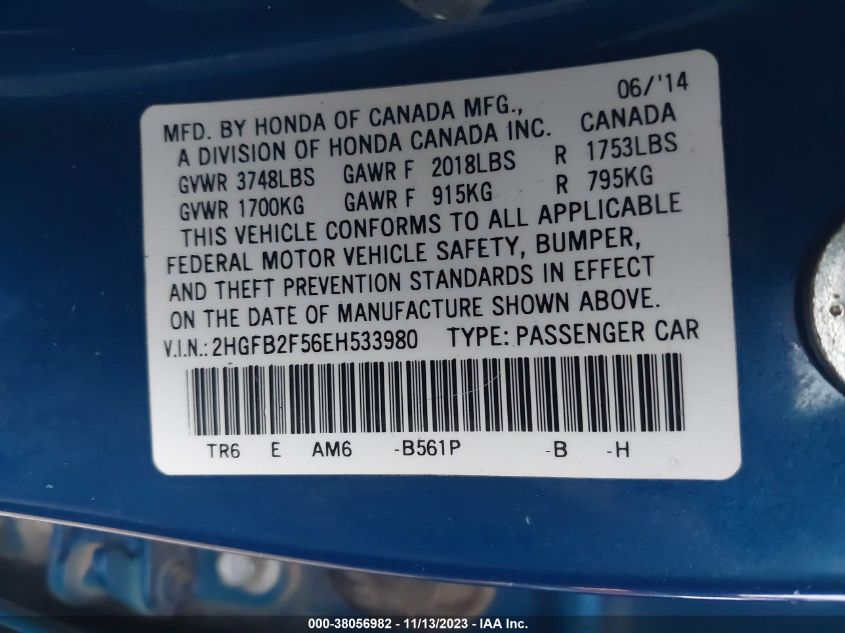 06/'14
MFD. BY HONDA OF CANADA MFG.,
A DIVISION OF HONDA CANADA INC. CANADA
GVWR 3748LBS GAWR F 2018LBS R 1753LBS
GVWR 1700KG GAWR F 915KG R 795KG
THIS VEHICLE CONFORMS TO ALL APPLICABLE
FEDERAL MOTOR VEHICLE SAFETY, BUMPER,
AND THEFT PREVENTION STANDARDS IN EFFECT
ON THE DATE OF MANUFACTURE SHOWN ABOVE.
V.I.N.: 2HGFB2F56EH533980 TYPE: PASSENGER CAR
TR6 E AM6 -B561P -B -H
000-38056982 - 11/13/2023 - IAA Inc.